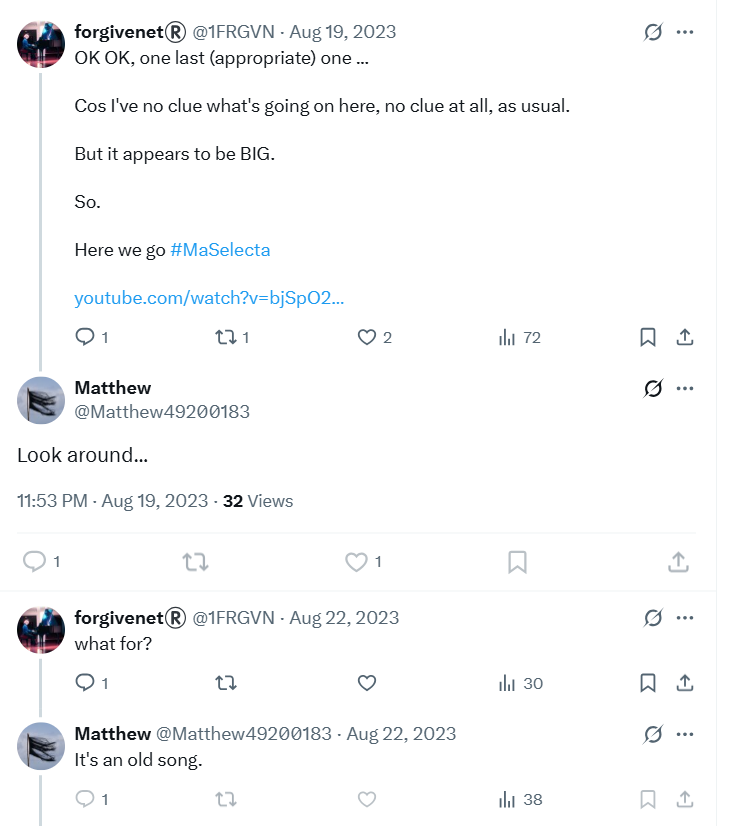 forgivenet® @1FRGVN · Aug 19, 2023
OK OK, one last (appropriate) one ...
Cos I've no clue what's going on here, no clue at all, as usual.
But it appears to be BIG.
So.
Here we go #MaSelecta
youtube.com/watch?v=bjSpO2...
1 1 2 72
Matthew
@Matthew49200183
Look around...
11:53 PM · Aug 19, 2023 · 32 Views
1 1
forgivenet® @1FRGVN · Aug 22, 2023
what for?
1 30
Matthew @Matthew49200183 · Aug 22, 2023
It's an old song.
1 38